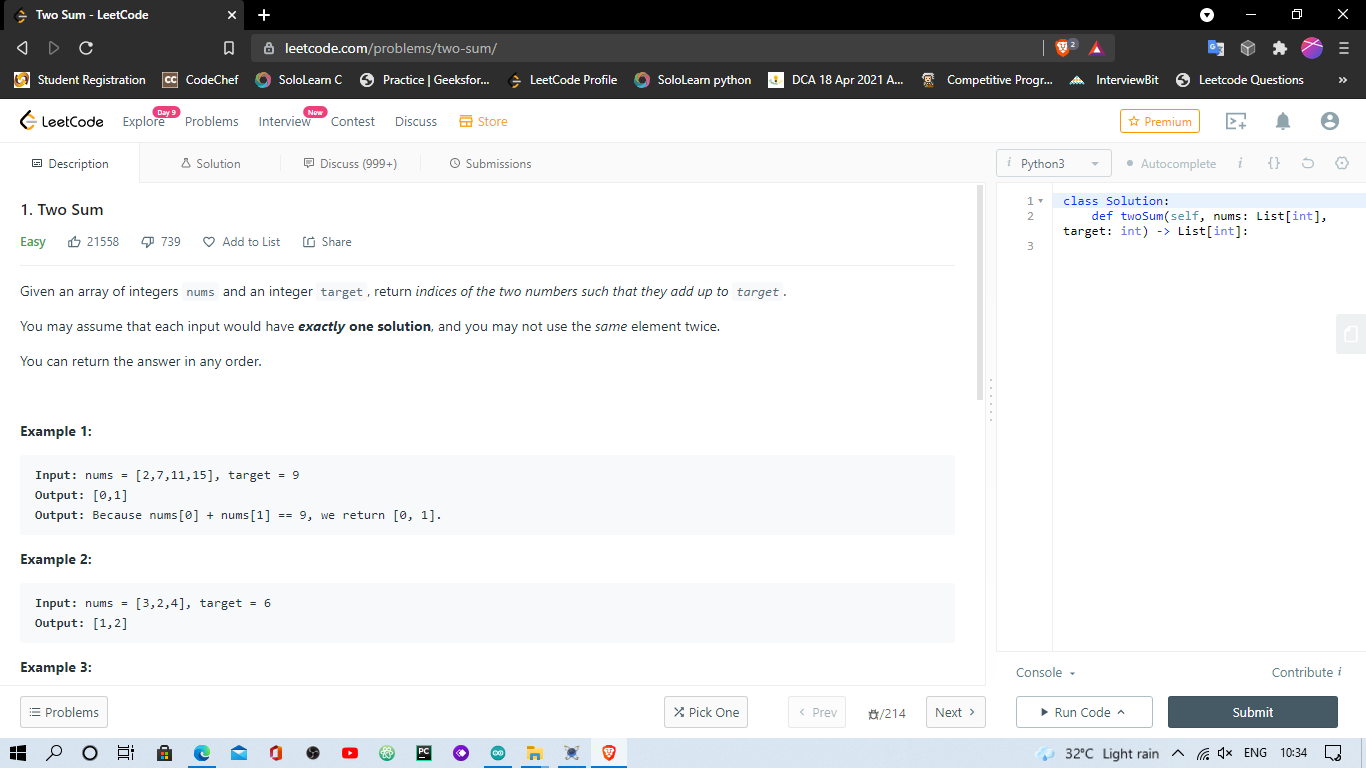 Two Sum - LeetCode
leetcode.com/problems/two-sum/
2
Student Registration CC CodeChef SoloLearn C Practice | Geeksfor... LeetCode Profile SoloLearn python DCA 18 Apr 2021 A... Competitive Progr... InterviewBit Leetcode Questions »
LeetCode Explore Day 9 Problems Interview New Contest Discuss Store Premium
Description Solution Discuss (999+) Submissions
i Python3 Autocomplete i {}
1. Two Sum
Easy 21558 739 Add to List Share
Given an array of integers nums and an integer target, return indices of the two numbers such that they add up to target.
You may assume that each input would have exactly one solution, and you may not use the same element twice.
You can return the answer in any order.
Example 1:
Input: nums = [2,7,11,15], target = 9
Output: [0,1]
Output: Because nums[0] + nums[1] == 9, we return [0, 1].
Example 2:
Input: nums = [3,2,4], target = 6
Output: [1,2]
Example 3:
1 class Solution:
2 def twoSum(self, nums: List[int],
target: int) -> List[int]:
3
Console Contribute i
Problems Pick One < Prev /214 Next > Run Code Submit
PC 32°C Light rain ENG 10:34